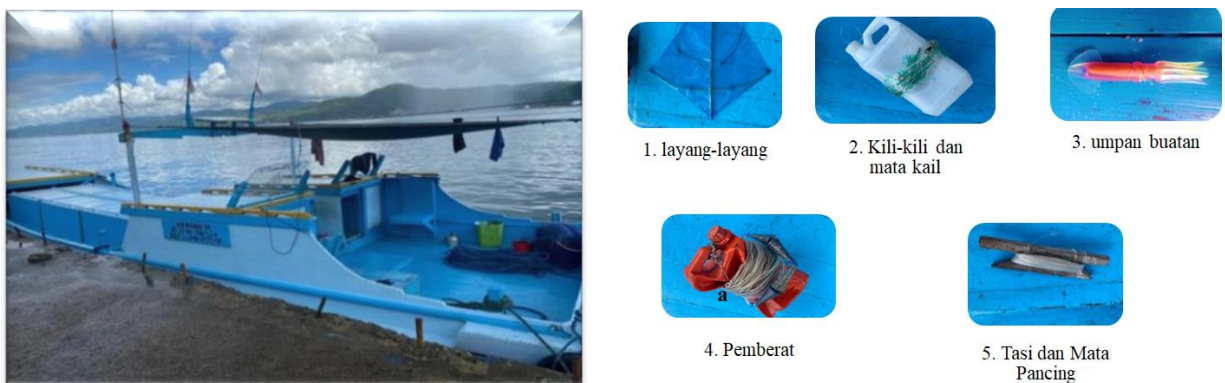 1. layang-layang
2. Kili-kili dan
mata kail
3. umpan buatan
a
4. Pemberat
5. Tasi dan Mata
Pancing